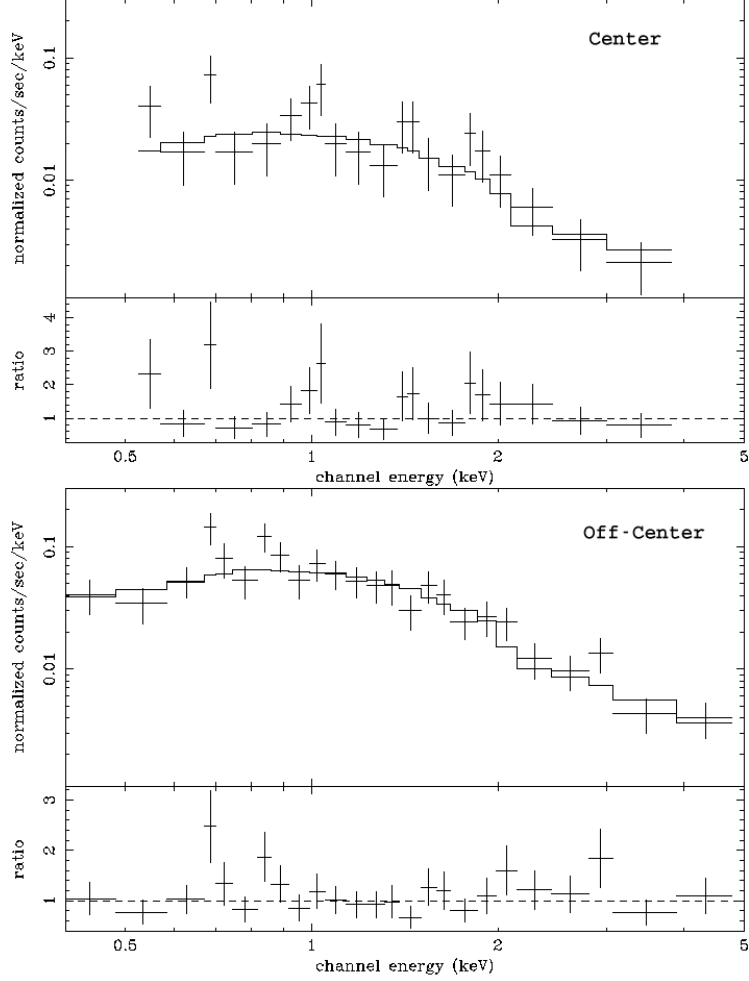 Center
normalized counts/sec/keV
0.1
0.01
ratio
4
3
2
1
0.5 1 2 5
channel energy (keV)
Off-Center
normalized counts/sec/keV
0.1
0.01
ratio
3
2
1
0.5 1 2 5
channel energy (keV)